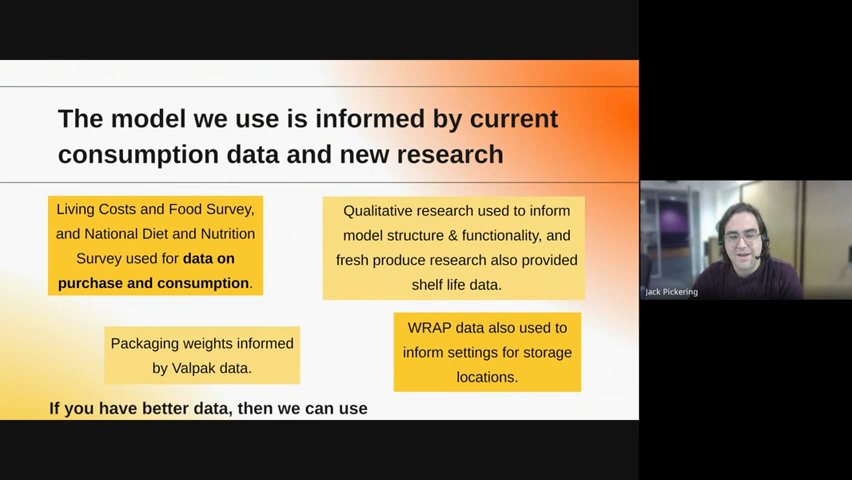 The model we use is informed by current
consumption data and new research
Living Costs and Food Survey,
and National Diet and Nutrition
Survey used for data on
purchase and consumption.
Qualitative research used to inform
model structure & functionality, and
fresh produce research also provided
shelf life data.
Packaging weights informed
by Valpak data.
WRAP data also used to
inform settings for storage
locations.
If you have better data, then we can use
Jack Pickering